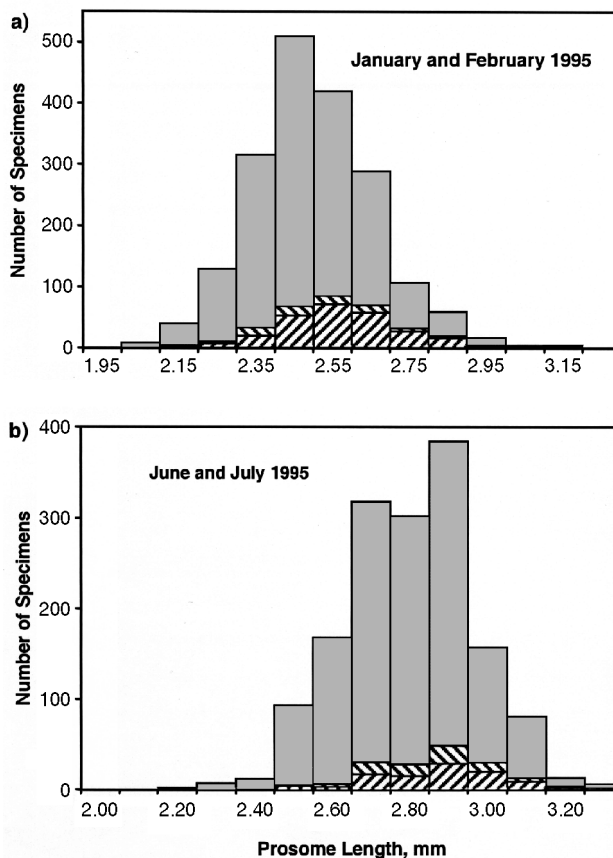 a)
January and February 1995
Number of Specimens
500
400
300
200
100
0
1.95 2.15 2.35 2.55 2.75 2.95 3.15
b)
June and July 1995
Number of Specimens
400
300
200
100
0
2.00 2.20 2.40 2.60 2.80 3.00 3.20
Prosome Length, mm